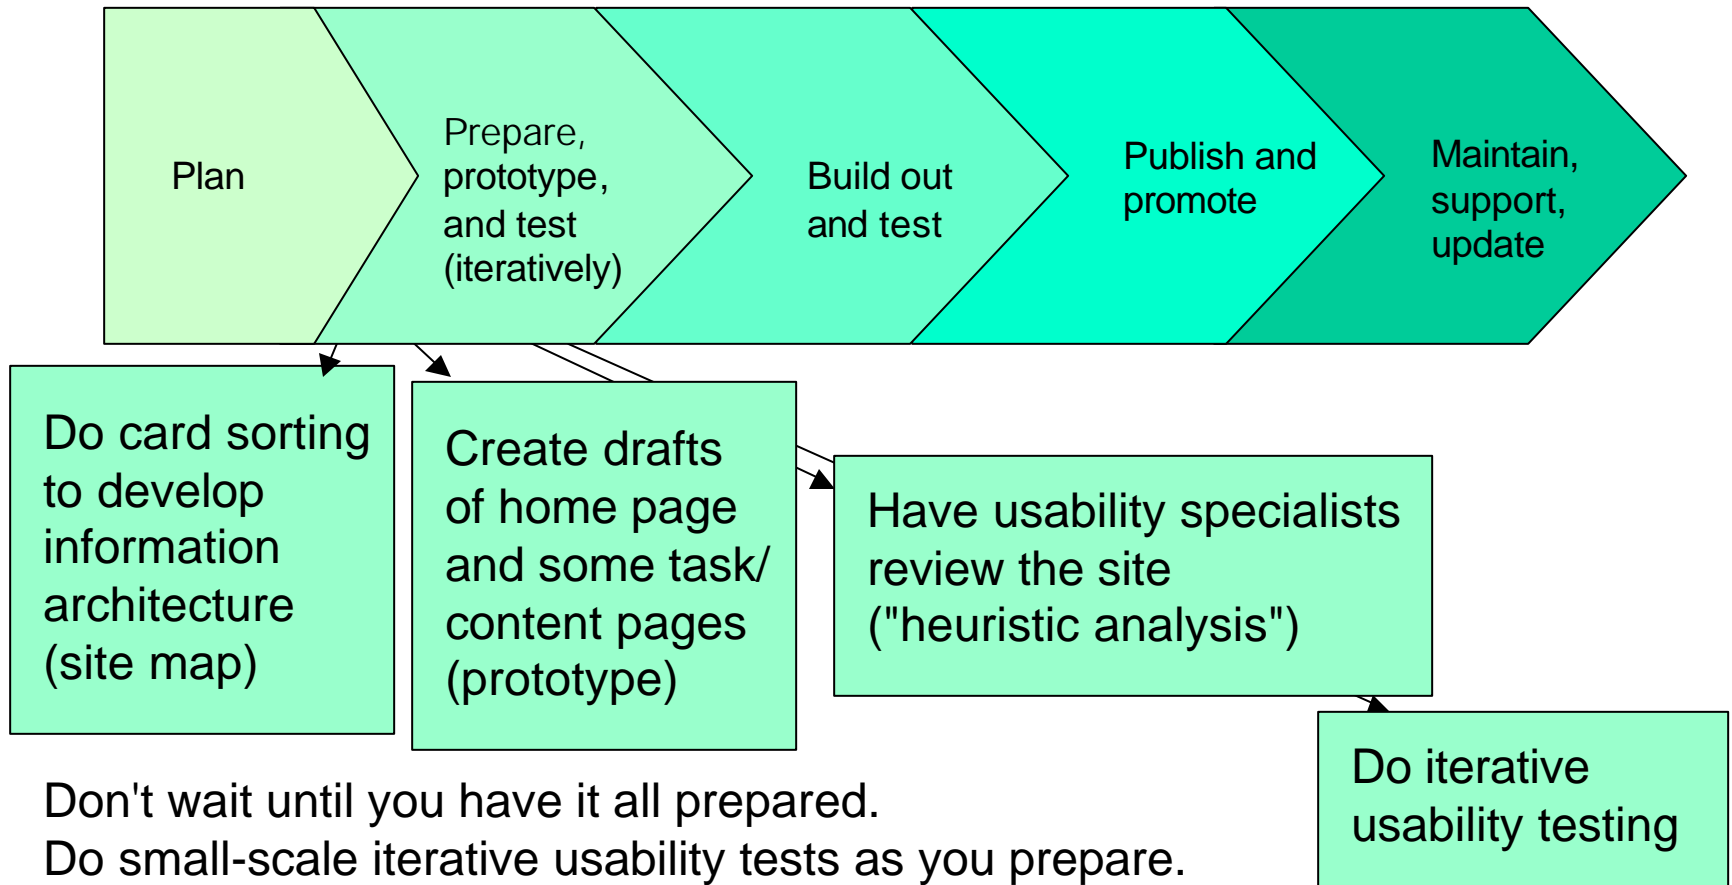 Plan
Prepare,
prototype,
and test
(iteratively)
Build out
and test
Publish and
promote
Maintain,
support,
update
Do card sorting
to develop
information
architecture
(site map)
Create drafts
of home page
and some task/
content pages
(prototype)
Have usability specialists
review the site
("heuristic analysis")
Do iterative
usability testing
Don't wait until you have it all prepared.
Do small-scale iterative usability tests as you prepare.